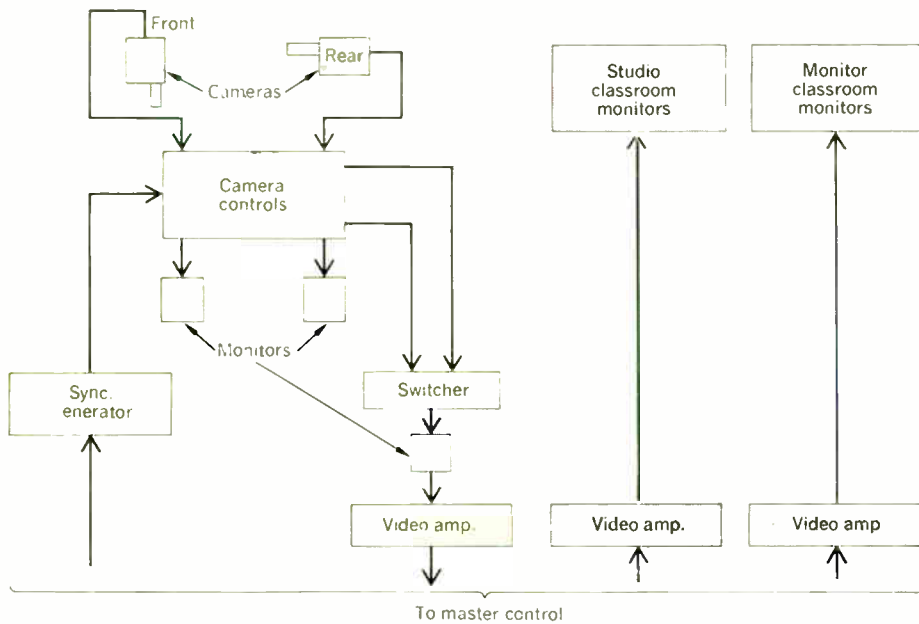 Front
Rear
Cameras
Studio
classroom
monitors
Monitor
classroom
monitors
Camera
controls
Monitors
Sync.
enerator
Switcher
Video amp.
Video amp.
Video amp
To master control